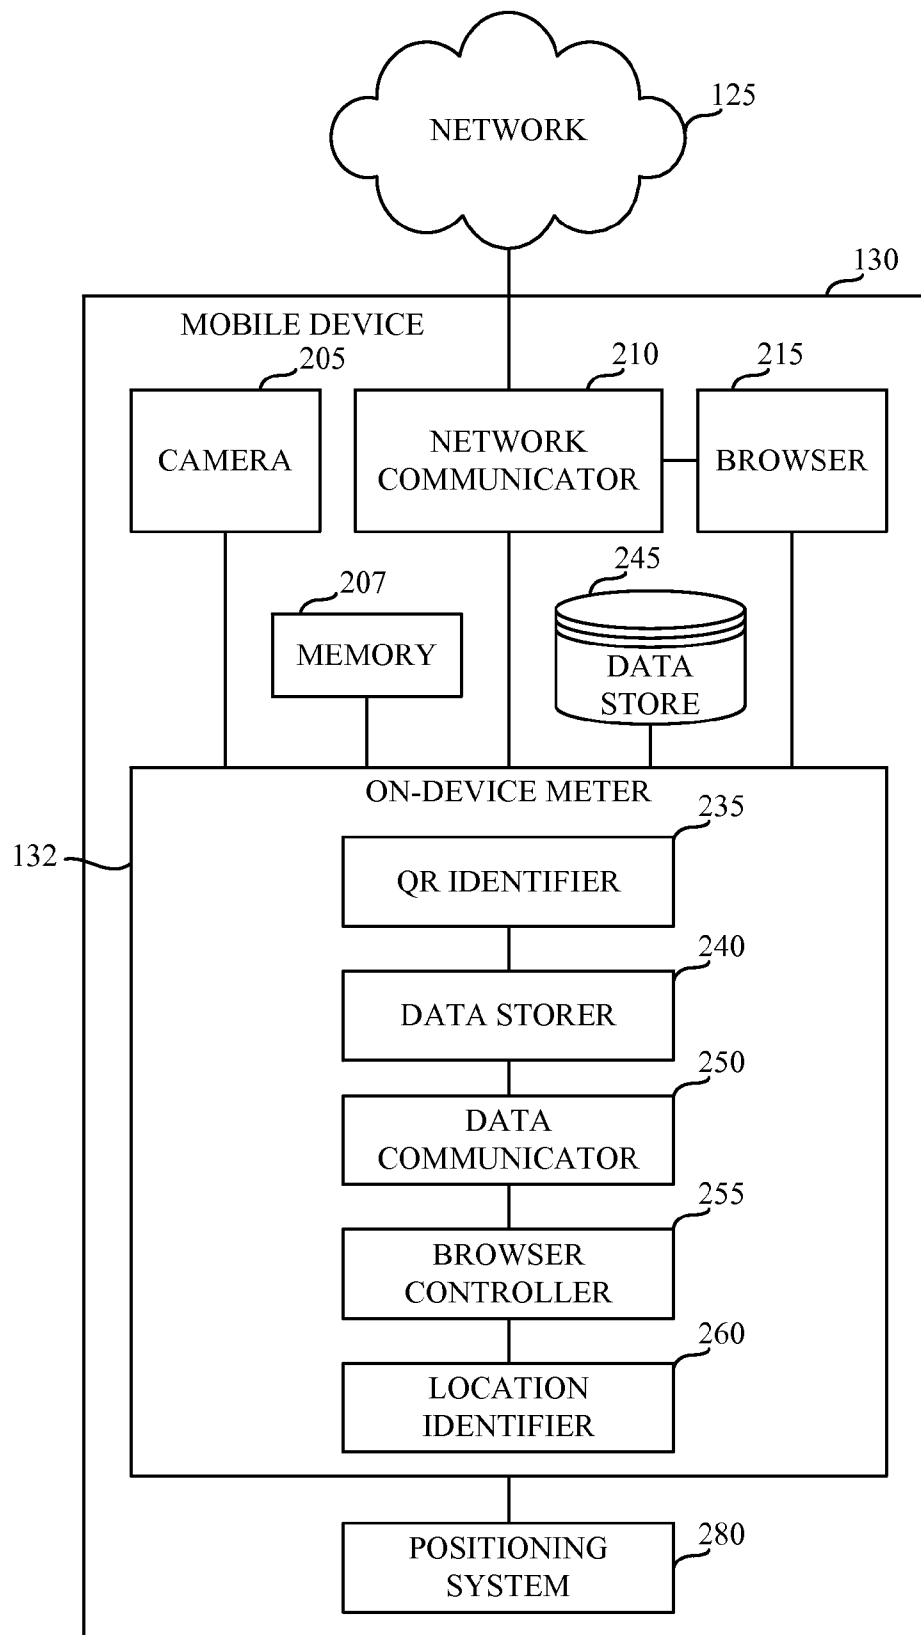 NETWORK
125
130
MOBILE DEVICE
205
210
215
CAMERA
NETWORK
COMMUNICATOR
BROWSER
207
245
MEMORY
DATA
STORE
ON-DEVICE METER
132
235
QR IDENTIFIER
240
DATA STORER
250
DATA
COMMUNICATOR
255
BROWSER
CONTROLLER
260
LOCATION
IDENTIFIER
POSITIONING
SYSTEM
280